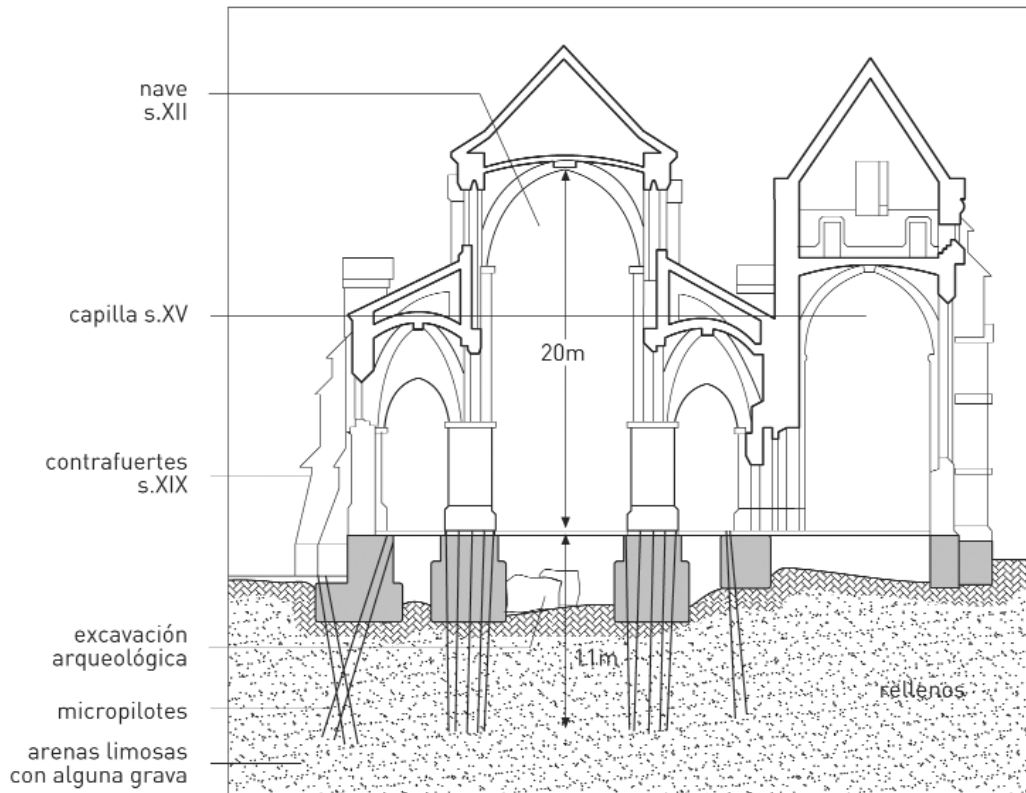 nave
s.XII
capilla s.XV
20m
contrafuertes
s.XIX
excavación
arqueológica
11m
rellenos
micropilotes
arenas limosas
con alguna grava